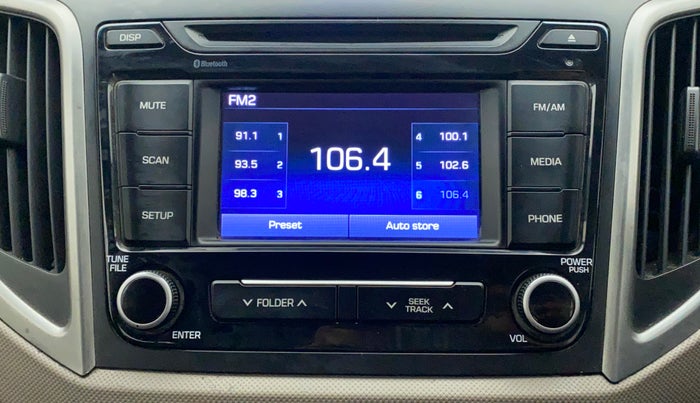 DISP
Bluetooth
MUTE
FM2
FM/AM
91.1 1
4 100.1
SCAN
93.5 2
106.4
5 102.6
MEDIA
98.3 3
6 106.4
SETUP
Preset
Auto store
PHONE
TUNE
FILE
POWER
PUSH
FOLDER
SEEK
TRACK
ENTER
VOL